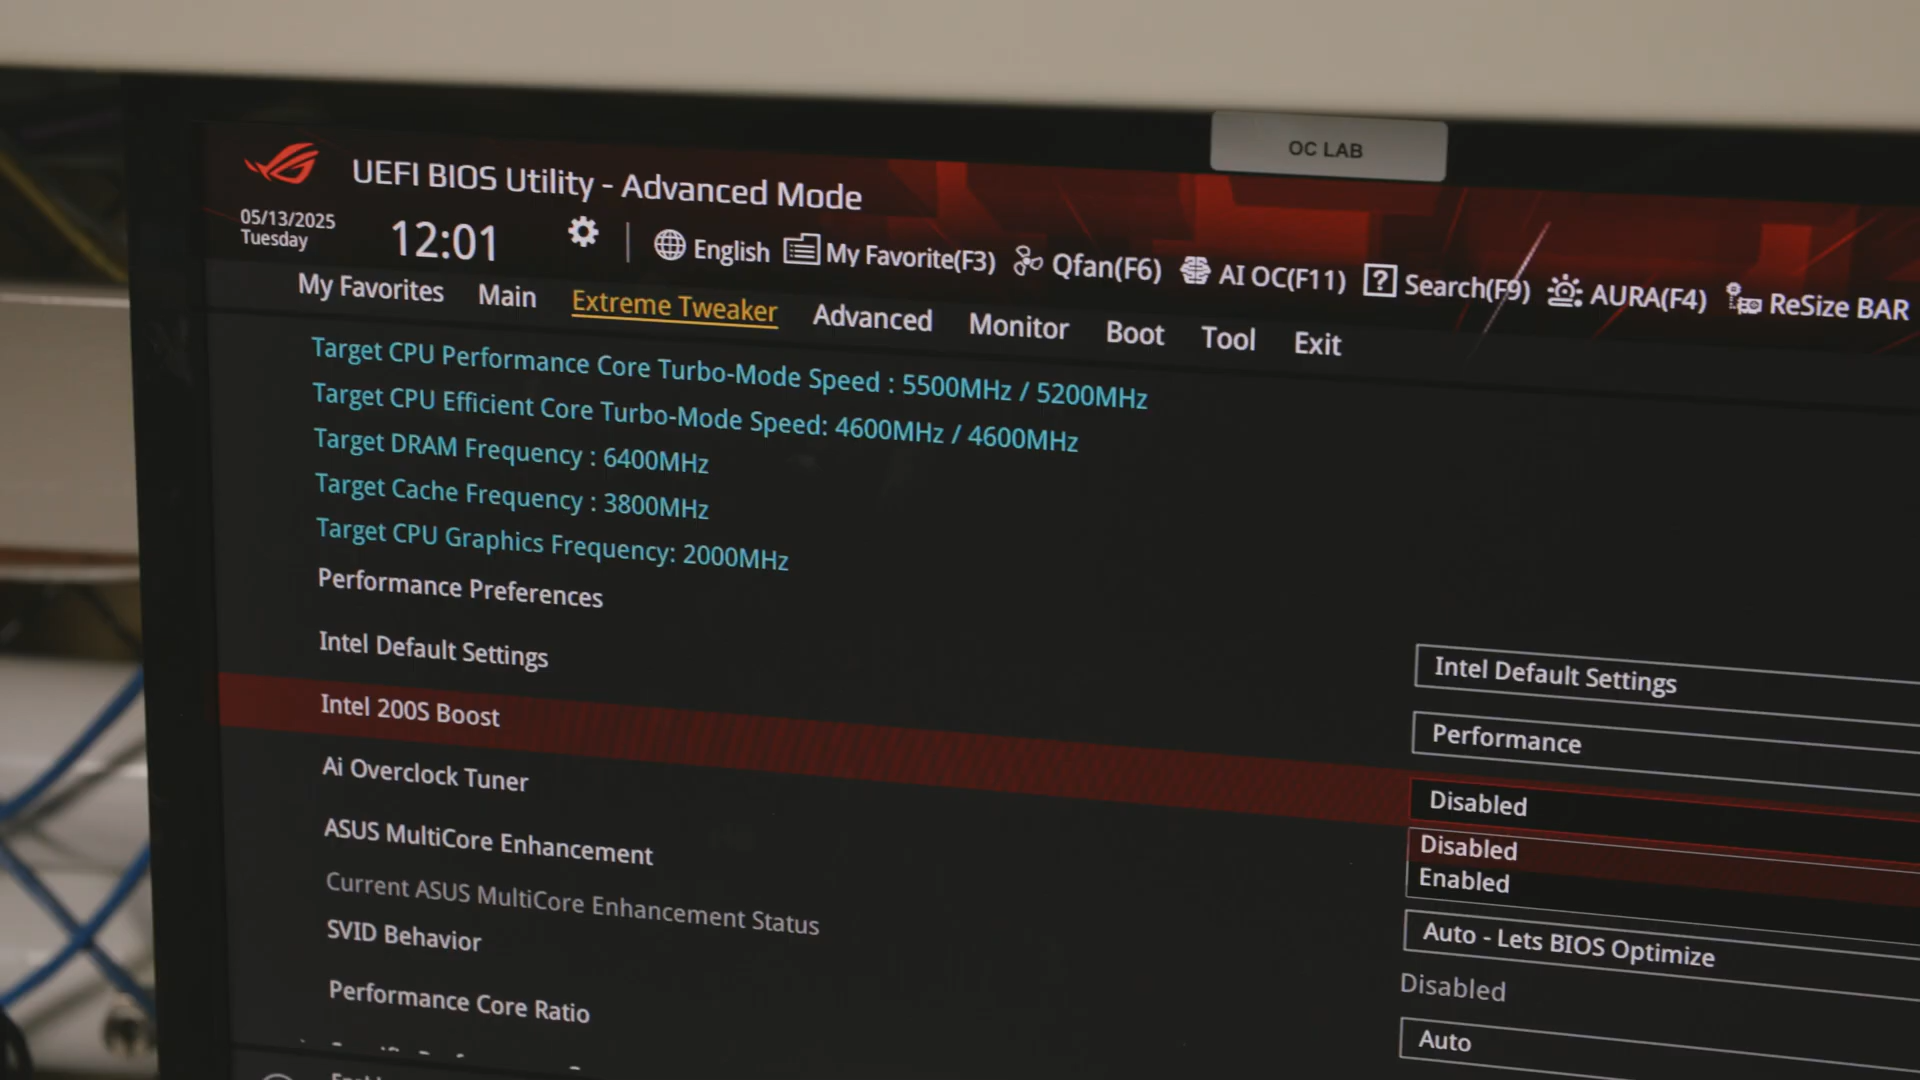 OC LAB
UEFI BIOS Utility - Advanced Mode
05/13/2025
Tuesday
12:01
English
My Favorite(F3)
Qfan(F6)
AI OC(F11)
Search(F9)
AURA(F4)
ReSize BAR
My Favorites
Main
Extreme Tweaker
Advanced
Monitor
Boot
Tool
Exit
Target CPU Performance Core Turbo-Mode Speed : 5500MHz / 5200MHz
Target CPU Efficient Core Turbo-Mode Speed: 4600MHz / 4600MHz
Target DRAM Frequency : 6400MHz
Target Cache Frequency : 3800MHz
Target CPU Graphics Frequency: 2000MHz
Performance Preferences
Intel Default Settings
Intel Default Settings
Performance
Intel 200S Boost
Disabled
Disabled
Enabled
Ai Overclock Tuner
ASUS MultiCore Enhancement
Auto - Lets BIOS Optimize
Current ASUS MultiCore Enhancement Status
Disabled
SVID Behavior
Auto
Performance Core Ratio